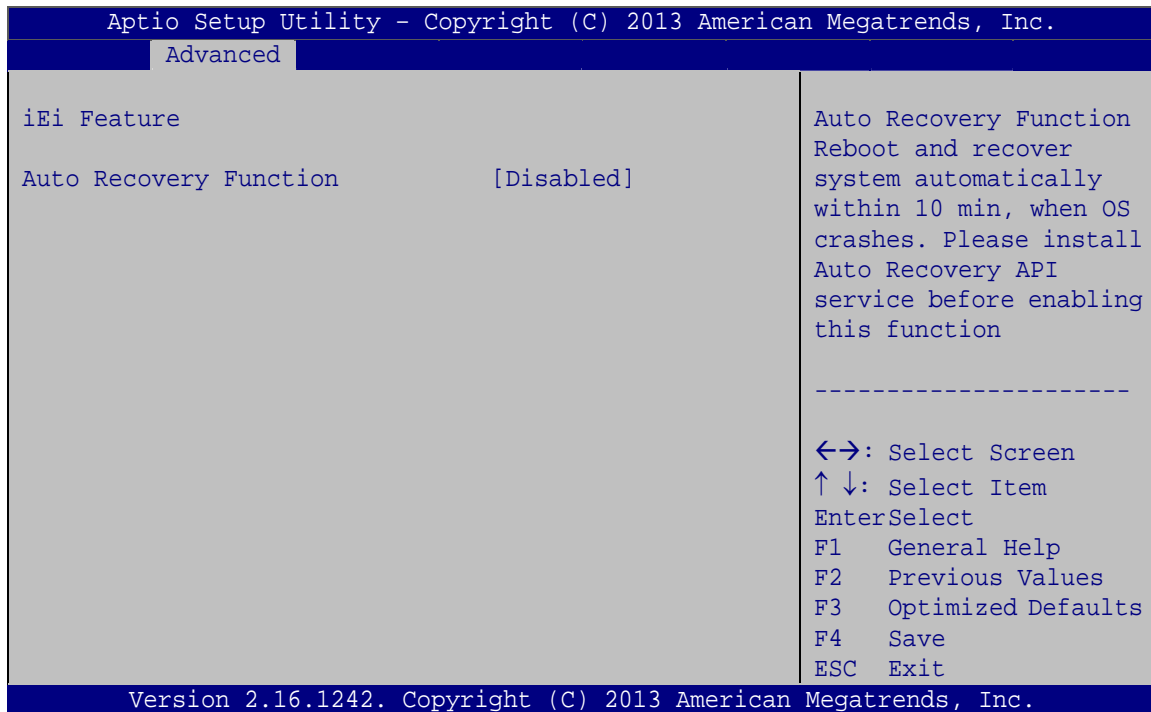 Aptio Setup Utility – Copyright (C) 2013 American Megatrends, Inc.
Advanced
iEi Feature
Auto Recovery Function [Disabled]
Auto Recovery Function
Reboot and recover
system automatically
within 10 min, when OS
crashes. Please install
Auto Recovery API
service before enabling
this function
----------------------
←→: Select Screen
↑ ↓: Select Item
EnterSelect
F1 General Help
F2 Previous Values
F3 Optimized Defaults
F4 Save
ESC Exit
Version 2.16.1242. Copyright (C) 2013 American Megatrends, Inc.